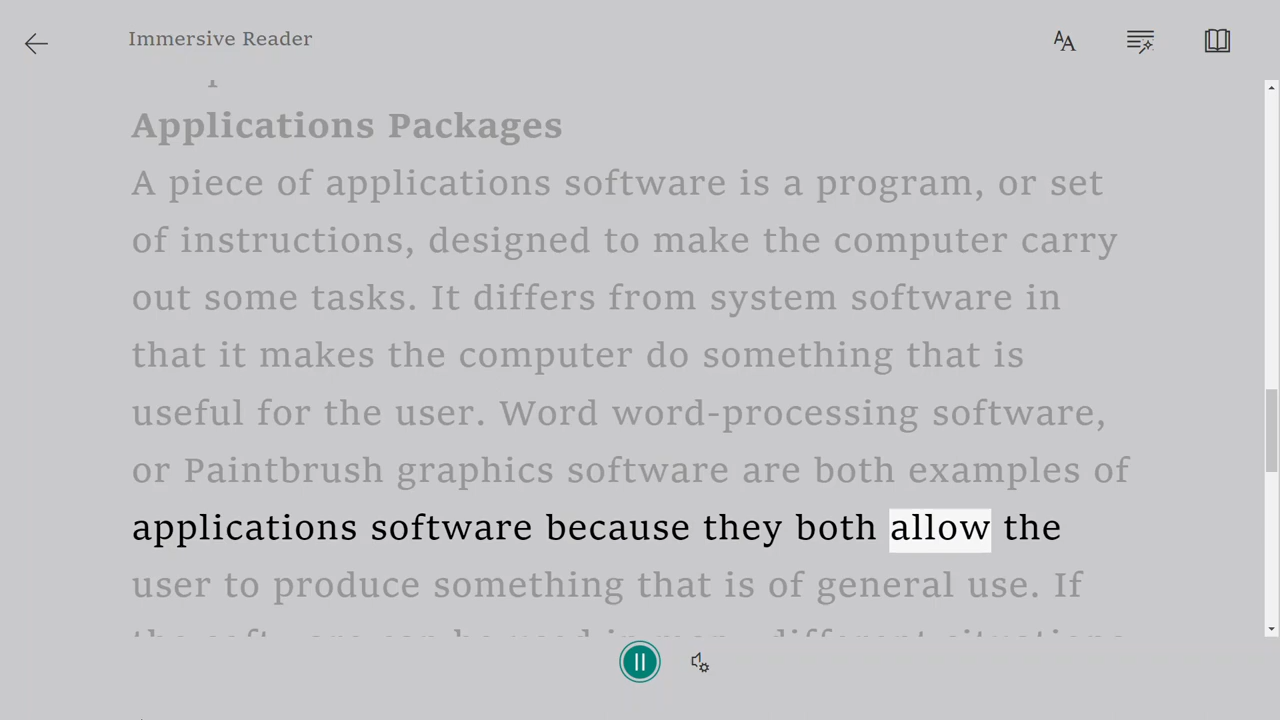 Immersive Reader
Applications Packages
A piece of applications software is a program, or set
of instructions, designed to make the computer carry
out some tasks. It differs from system software in
that it makes the computer do something that is
useful for the user. Word word-processing software,
or Paintbrush graphics software are both examples of
applications software because they both allow the
user to produce something that is of general use. If